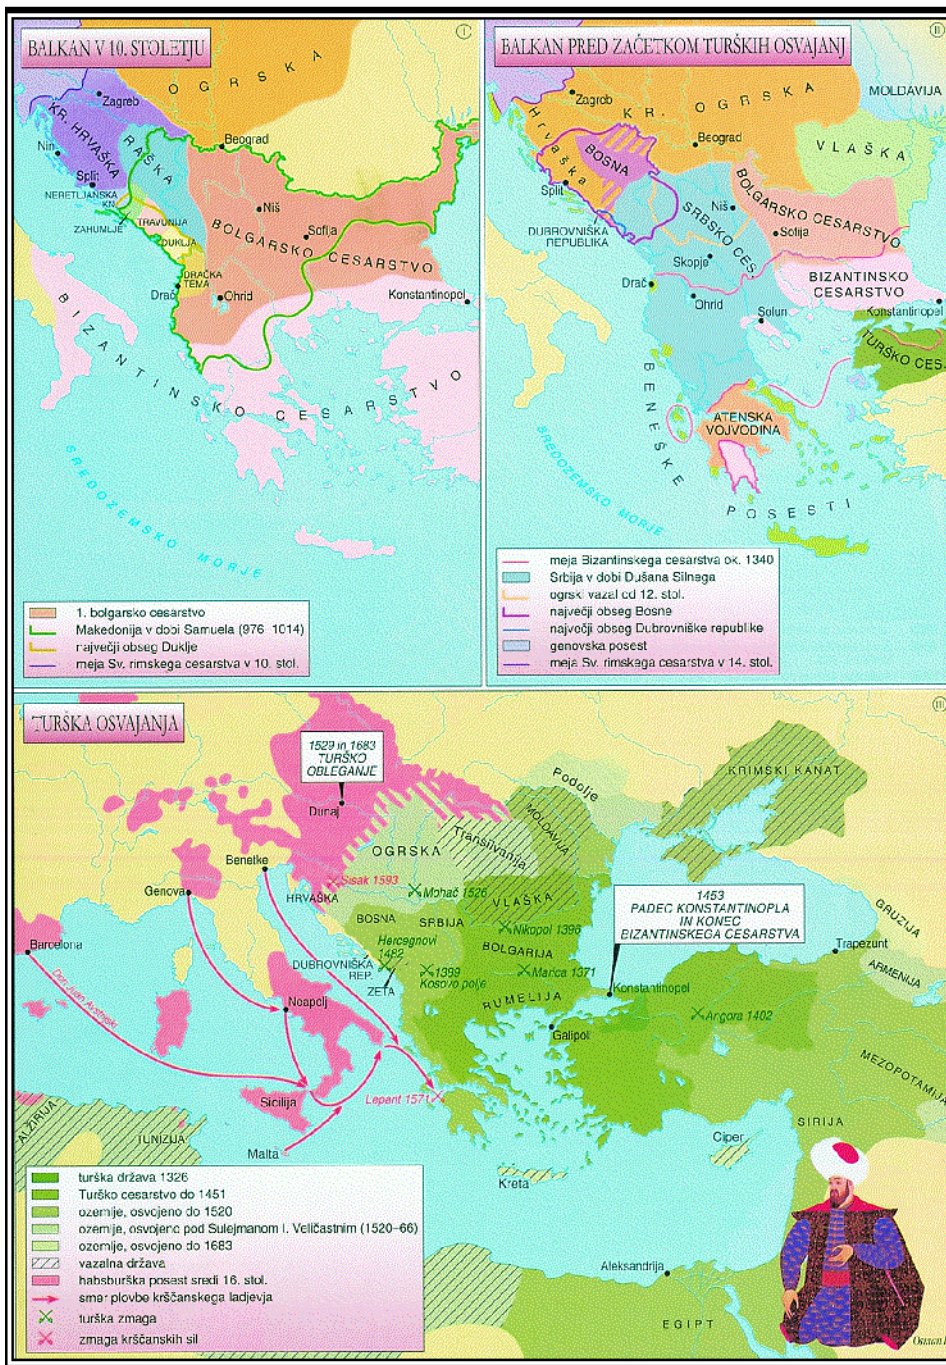 BALKAN V 10. STOLETJU
I
OGRSKA
Zagreb
KR. HRVAŠKA
RAŠKA
Beograd
Nin
Split
NERETLJANSKA
KN.
Niš
TRAVUNIJA
ZAHUMLJE
DUKLJA
Sofija
BOLGARSKO CESARSTVO
DRAČKA
TEMA
Drač
Ohrid
Konstantinopel
BIZANTINSKO CESARSTVO
SREDOZEMSKO MORJE
1. bolgarsko cesarstvo
Makedonija v dobi Samuela (976–1014)
največji obseg Duklje
meja Sv. rimskega cesarstva v 10. stol.
BALKAN PRED ZAČETKOM TURŠKIH OSVAJANJ
II
MOLDAVIJA
Zagreb
KR. OGRSKA
Hrvaška
Beograd
VLAŠKA
BOSNA
Split
Niš
BOLGARSKO CESARSTVO
SRBSKO CES.
DUBROVNIŠKA
REPUBLIKA
Sofija
Skopje
BIZANTINSKO
CESARSTVO
Drač
Ohrid
Solun
Konstantinopel
TURŠKO CES.
ATENSKA
VOJVODINA
BENEŠKE POSESTI
SREDOZEMSKO MORJE
meja Bizantinskega cesarstva ok. 1340
Srbija v dobi Dušana Silnega
ogrski vazal od 12. stol.
največji obseg Bosne
največji obseg Dubrovniške republike
genovska posest
meja Sv. rimskega cesarstva v 14. stol.
TURŠKA OSVAJANJA
III
1529 in 1683
TURŠKO
OBLEGANJE
KRIMSKI KANAT
Podolje
Dunaj
MOLDAVIJA
Transilvanija
OGRSKA
Benetke
Sisak 1593
Genova
HRVAŠKA
Mohač 1526
VLAŠKA
1453
PADEC KONSTANTINOPLA
IN KONEC
BIZANTINSKEGA CESARSTVA
GRUZIJA
BOSNA
SRBIJA
Nikopol 1396
Barcelona
Hercegnovi
1482
BOLGARIJA
Trapezunt
DUBROVNIŠKA
REP.
1399
Kosovo polje
Marica 1371
ARMENIJA
ZETA
Don Juan Avstrijski
Neapolj
RUMELIJA
Konstantinopel
Angora 1402
Galipol
MEZOPOTAMIJA
Sicilija
Lepant 1571
ALŽIRIJA
TUNIZIJA
SIRIJA
Malta
Ciper
Kreta
turška država 1326
Turško cesarstvo do 1451
ozemlje, osvojeno do 1520
ozemlje, osvojeno pod Sulejmanom I. Veličastnim (1520–66)
ozemlje, osvojeno do 1683
vazalna država
habsburška posest sredi 16. stol.
smer plovbe krščanskega ladjevja
turška zmaga
zmaga krščanskih sil
Aleksandrija
EGIPT
Osman I.